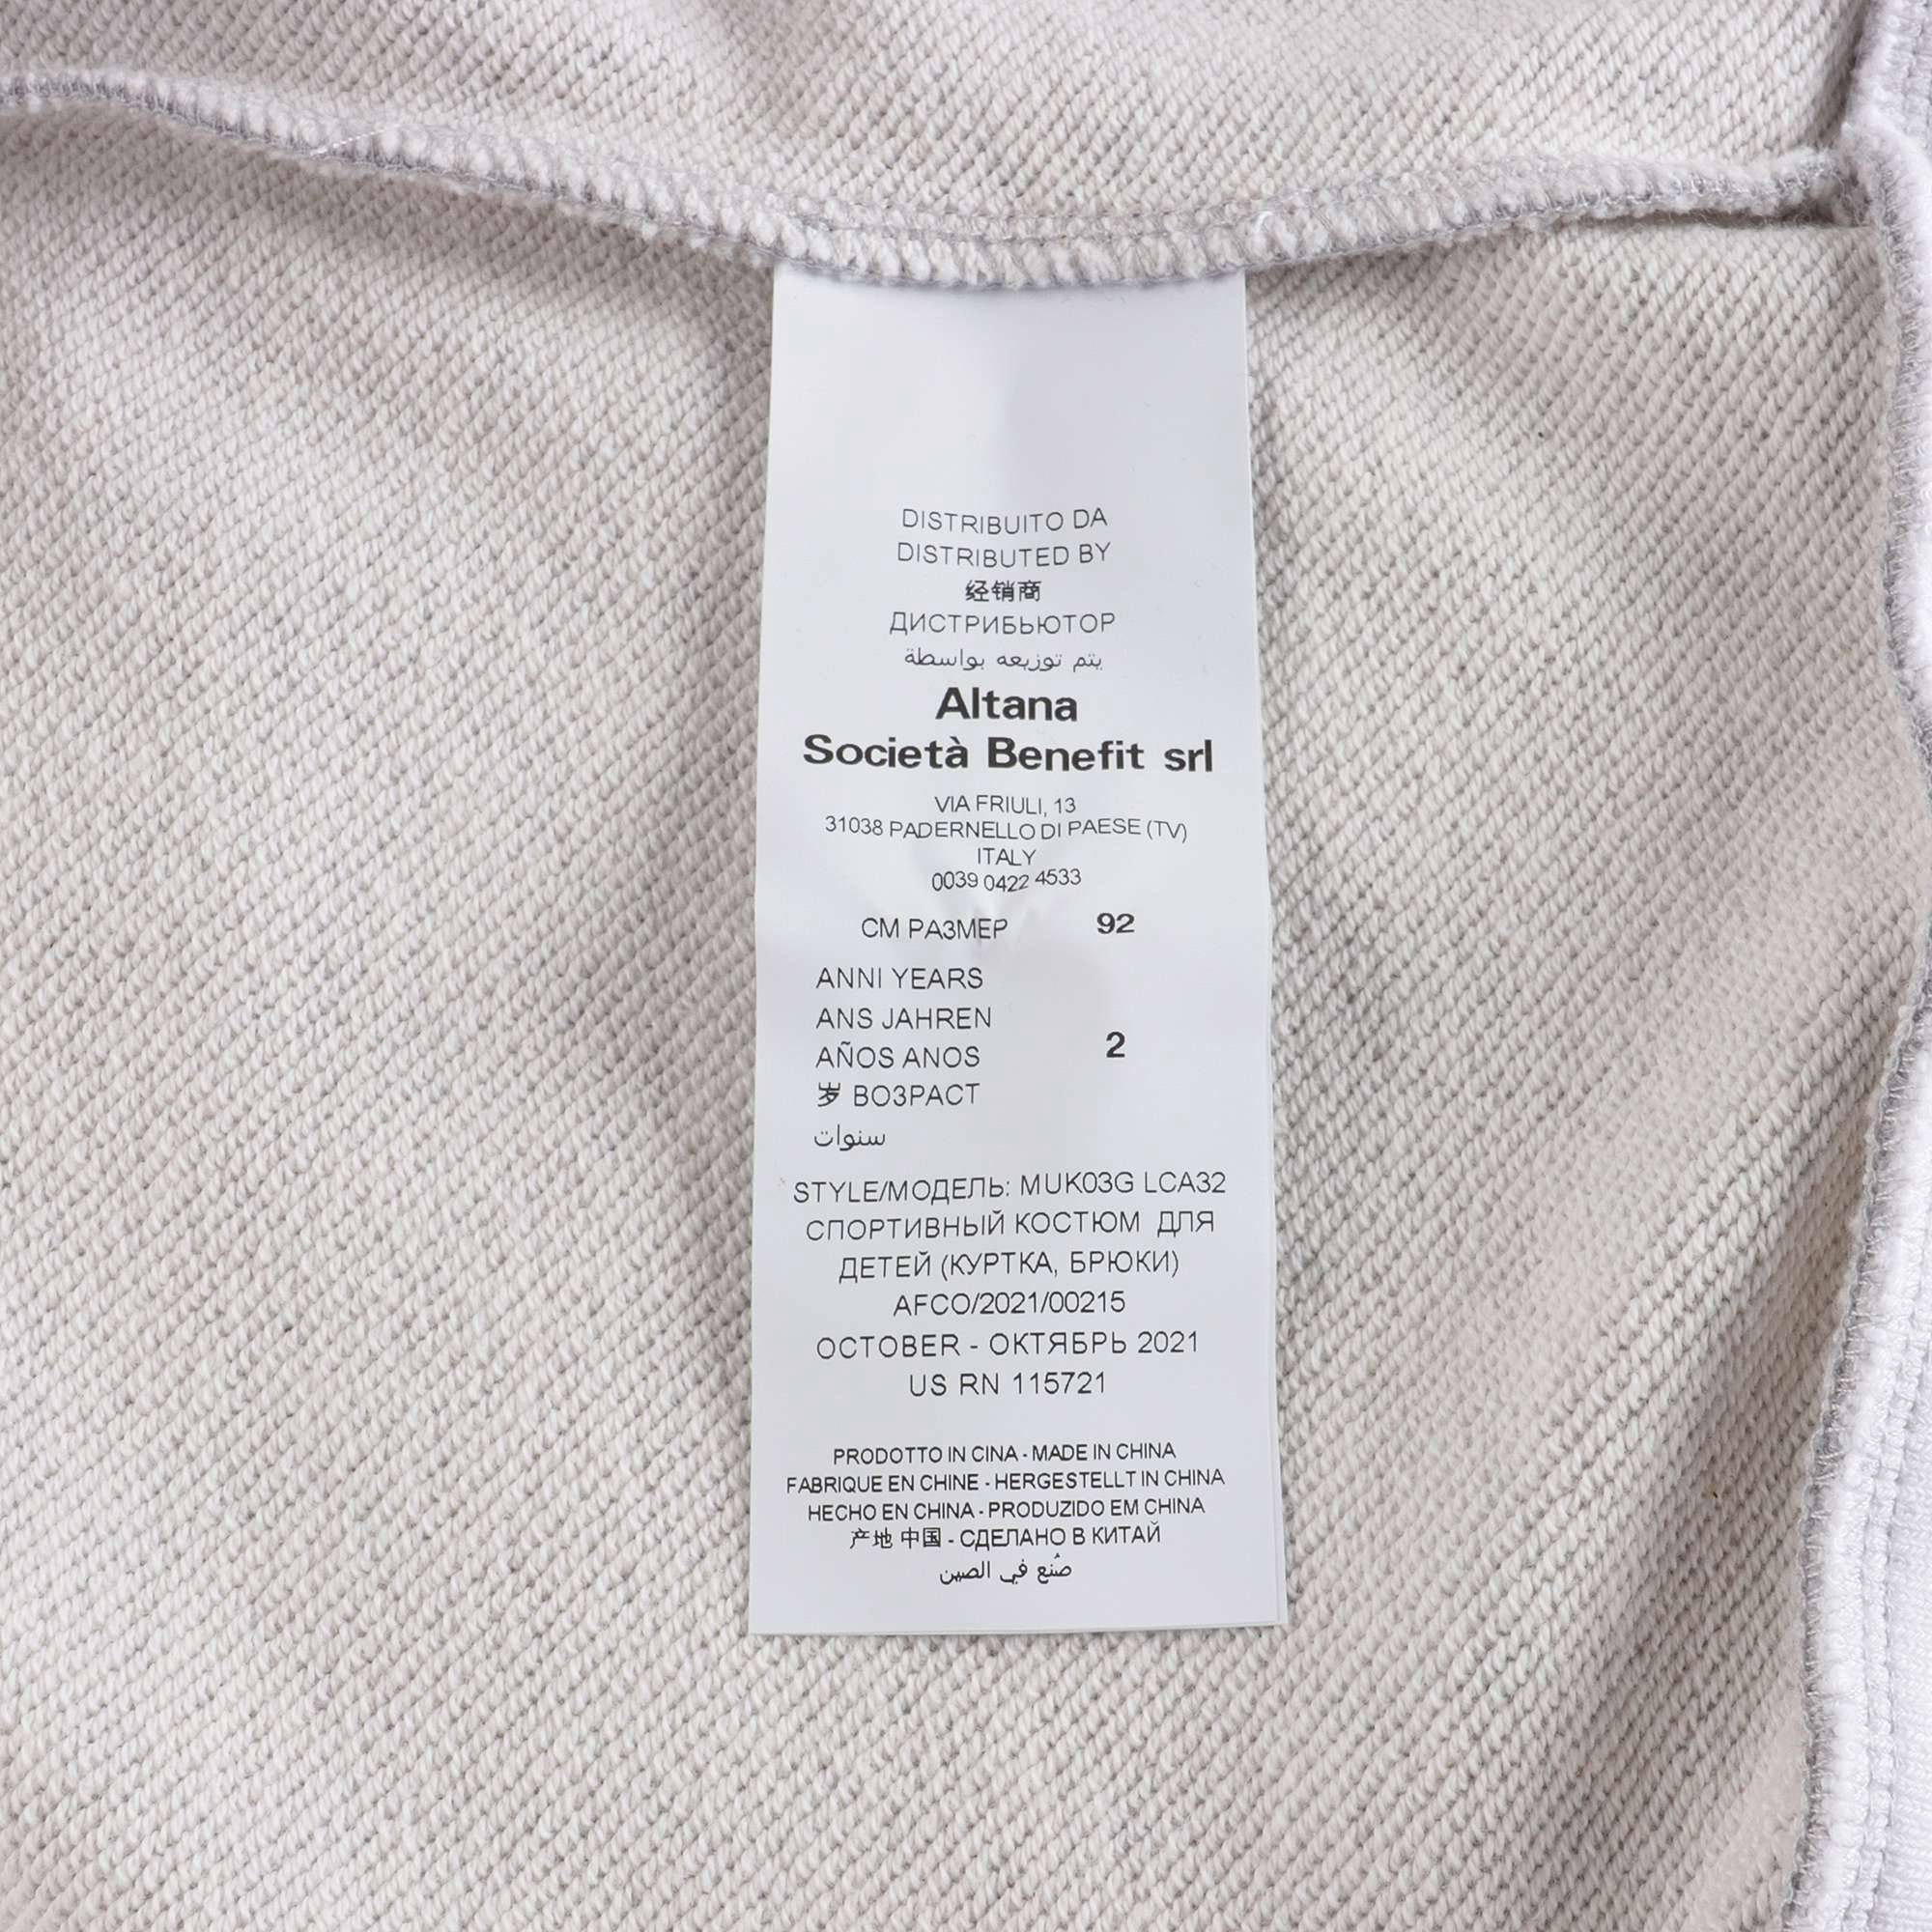 DISTRIBUITO DA
DISTRIBUTED BY
经销商
ДИСТРИБЬЮТОР
يتم توزيعه بواسطة
Altana
Società Benefit srl
VIA FRIULI, 13
31038 PADERNELLO DI PAESE (TV)
ITALY
0039 0422 4533
CM РАЗМЕР 92
ANNI YEARS
ANS JAHREN
AÑOS ANOS 2
岁 ВОЗРАСТ
سنوات
STYLE/МОДЕЛЬ: MUK03G LCA32
СПОРТИВНЫЙ КОСТЮМ ДЛЯ
ДЕТЕЙ (КУРТКА, БРЮКИ)
AFCO/2021/00215
OCTOBER - ОКТЯБРЬ 2021
US RN 115721
PRODOTTO IN CINA - MADE IN CHINA
FABRIQUE EN CHINE - HERGESTELLT IN CHINA
HECHO EN CHINA - PRODUZIDO EM CHINA
产地 中国 - СДЕЛАНО В КИТАЙ
صُنع في الصين